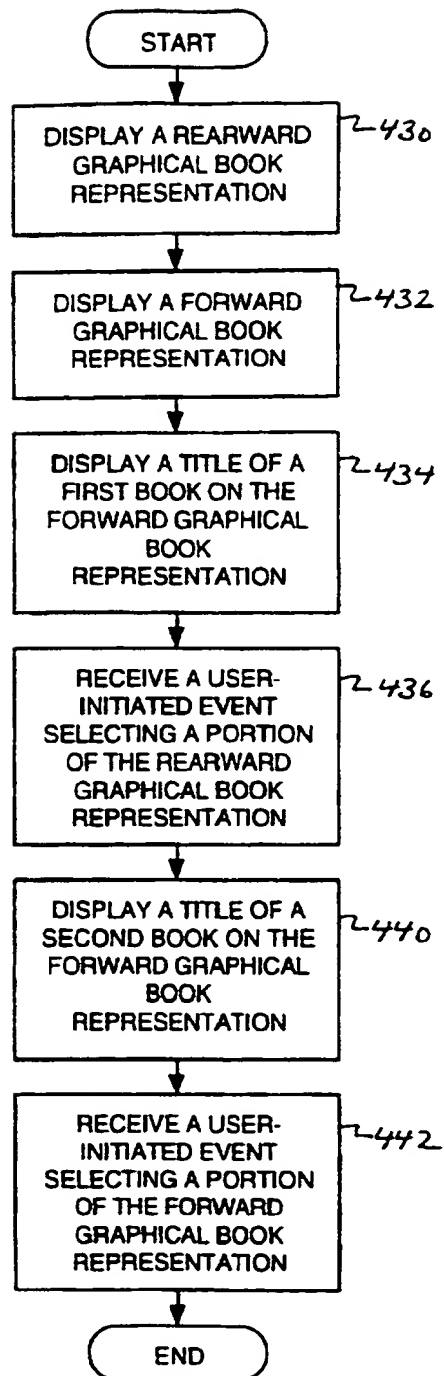 START
DISPLAY A REARWARD
GRAPHICAL BOOK
REPRESENTATION
430
DISPLAY A FORWARD
GRAPHICAL BOOK
REPRESENTATION
432
DISPLAY A TITLE OF A
FIRST BOOK ON THE
FORWARD GRAPHICAL
BOOK
REPRESENTATION
434
RECEIVE A USER-
INITIATED EVENT
SELECTING A PORTION
OF THE REARWARD
GRAPHICAL BOOK
REPRESENTATION
436
DISPLAY A TITLE OF A
SECOND BOOK ON THE
FORWARD GRAPHICAL
BOOK
REPRESENTATION
440
RECEIVE A USER-
INITIATED EVENT
SELECTING A PORTION
OF THE FORWARD
GRAPHICAL BOOK
REPRESENTATION
442
END